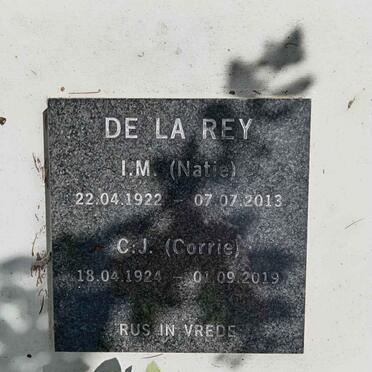 DE LA REY
I.M. (Natie)
22.04.1922 – 07.07.2013
C.J. (Corrie)
18.04.1924 – 01.09.2019
RUS IN VREDE